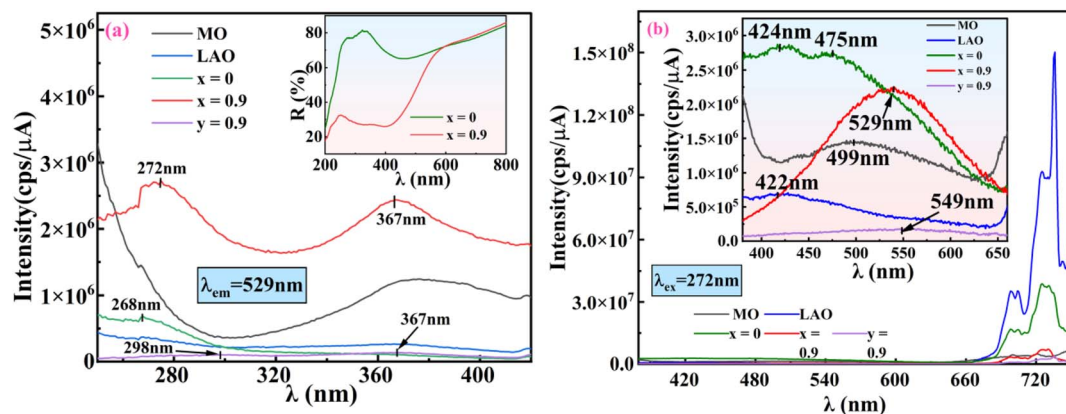 (a)
MO
LAO
x = 0
x = 0.9
y = 0.9
Intensity(cps/μA)
5×10⁶
4×10⁶
3×10⁶
2×10⁶
1×10⁶
0
280
320
360
400
λ (nm)
272nm
367nm
268nm
298nm
367nm
λem=529nm
R (%)
80
60
40
20
200
400
600
800
λ (nm)
x = 0
x = 0.9
(b)
Intensity(cps/μA)
1.5×10⁸
1.2×10⁸
9.0×10⁷
6.0×10⁷
3.0×10⁷
0.0
420
480
540
600
660
720
λ (nm)
λex=272nm
MO
LAO
x = 0
x =
0.9
y =
0.9
Intensity(cps/μA)
3.0×10⁶
2.5×10⁶
2.0×10⁶
1.5×10⁶
1.0×10⁶
5.0×10⁵
0.0
400
450
500
550
600
650
λ (nm)
424nm
475nm
529nm
499nm
422nm
549nm
MO
LAO
x = 0
x =
0.9
y = 0.9